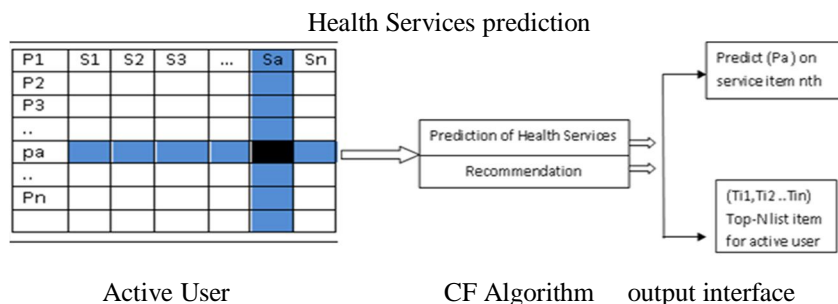 Health Services prediction
P1 S1 S2 S3 ... Sa Sn
P2
P3
..
pa
..
Pn
Prediction of Health Services
Recommendation
Predict (Pa) on
service item nth
(Ti1,Ti2 ..Tin)
Top-N list item
for active user
Active User CF Algorithm output interface